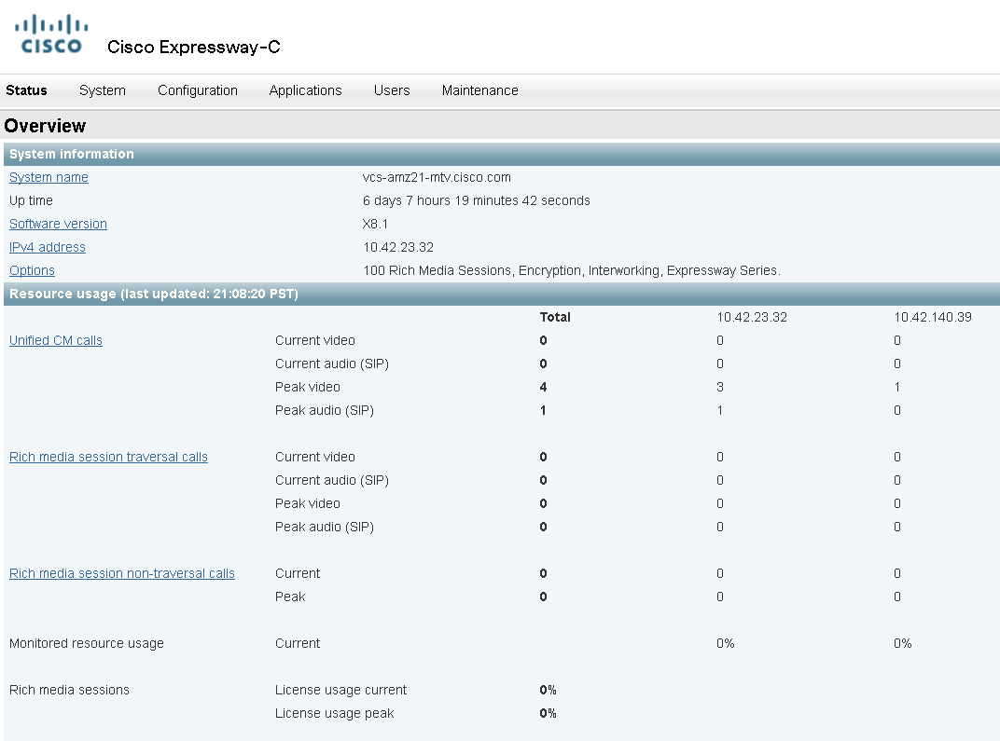 CISCO
Cisco Expressway-C
Status System Configuration Applications Users Maintenance
Overview
System information
System name vcs-amz21-mtv.cisco.com
Up time 6 days 7 hours 19 minutes 42 seconds
Software version X8.1
IPv4 address 10.42.23.32
Options 100 Rich Media Sessions, Encryption, Interworking, Expressway Series.
Resource usage (last updated: 21:08:20 PST)
Total 10.42.23.32 10.42.140.39
Unified CM calls Current video 0 0 0
Current audio (SIP) 0 0 0
Peak video 4 3 1
Peak audio (SIP) 1 1 0
Rich media session traversal calls Current video 0 0 0
Current audio (SIP) 0 0 0
Peak video 0 0 0
Peak audio (SIP) 0 0 0
Rich media session non-traversal calls Current 0 0 0
Peak 0 0 0
Monitored resource usage Current 0% 0%
Rich media sessions License usage current 0%
License usage peak 0%